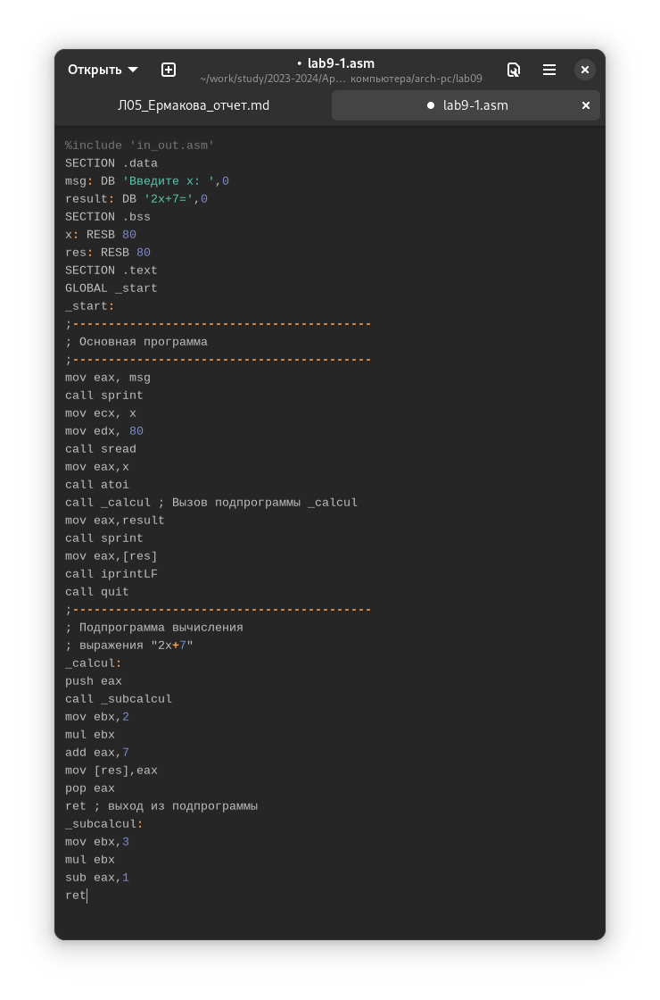 Открыть
• lab9-1.asm
~/work/study/2023-2024/Ар… компьютера/arch-pc/lab09
Л05_Ермакова_отчет.md
● lab9-1.asm
%include 'in_out.asm'
SECTION .data
msg: DB 'Введите x: ',0
result: DB '2x+7=',0
SECTION .bss
x: RESB 80
res: RESB 80
SECTION .text
GLOBAL _start
_start:
;------------------------------------------
; Основная программа
;------------------------------------------
mov eax, msg
call sprint
mov ecx, x
mov edx, 80
call sread
mov eax,x
call atoi
call _calcul ; Вызов подпрограммы _calcul
mov eax,result
call sprint
mov eax,[res]
call iprintLF
call quit
;------------------------------------------
; Подпрограмма вычисления
; выражения "2x+7"
_calcul:
push eax
call _subcalcul
mov ebx,2
mul ebx
add eax,7
mov [res],eax
pop eax
ret ; выход из подпрограммы
_subcalcul:
mov ebx,3
mul ebx
sub eax,1
ret